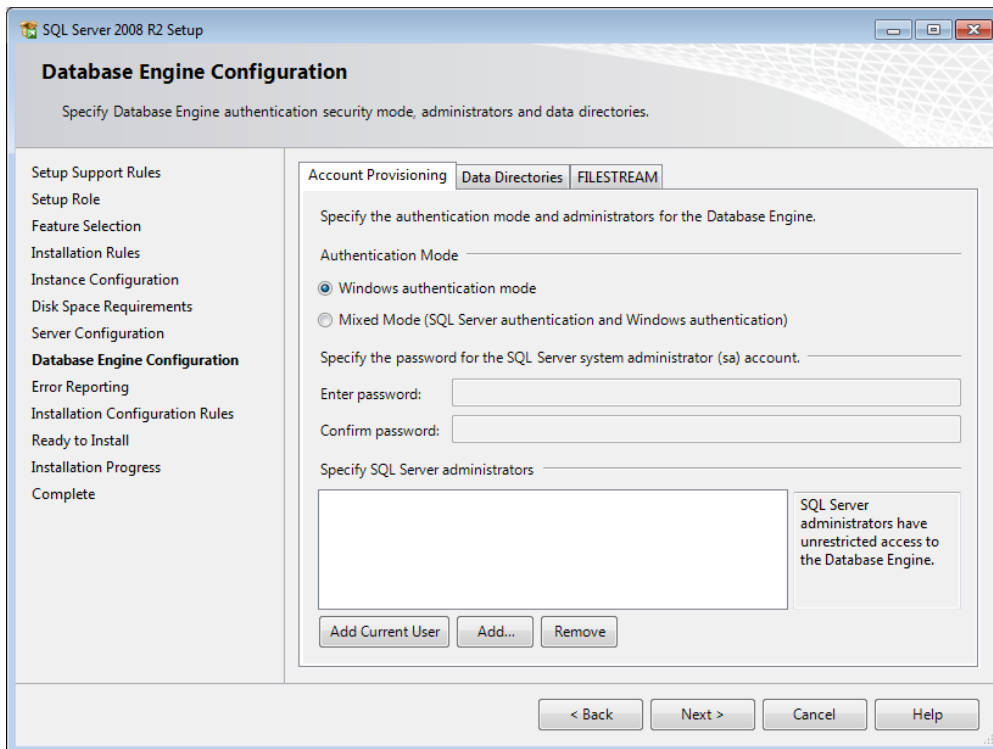 SQL Server 2008 R2 Setup
Database Engine Configuration
Specify Database Engine authentication security mode, administrators and data directories.
Setup Support Rules
Setup Role
Feature Selection
Installation Rules
Instance Configuration
Disk Space Requirements
Server Configuration
Database Engine Configuration
Error Reporting
Installation Configuration Rules
Ready to Install
Installation Progress
Complete
Account Provisioning Data Directories FILESTREAM
Specify the authentication mode and administrators for the Database Engine.
Authentication Mode
Windows authentication mode
Mixed Mode (SQL Server authentication and Windows authentication)
Specify the password for the SQL Server system administrator (sa) account.
Enter password:
Confirm password:
Specify SQL Server administrators
SQL Server
administrators have
unrestricted access to
the Database Engine.
Add Current User Add... Remove
< Back Next > Cancel Help